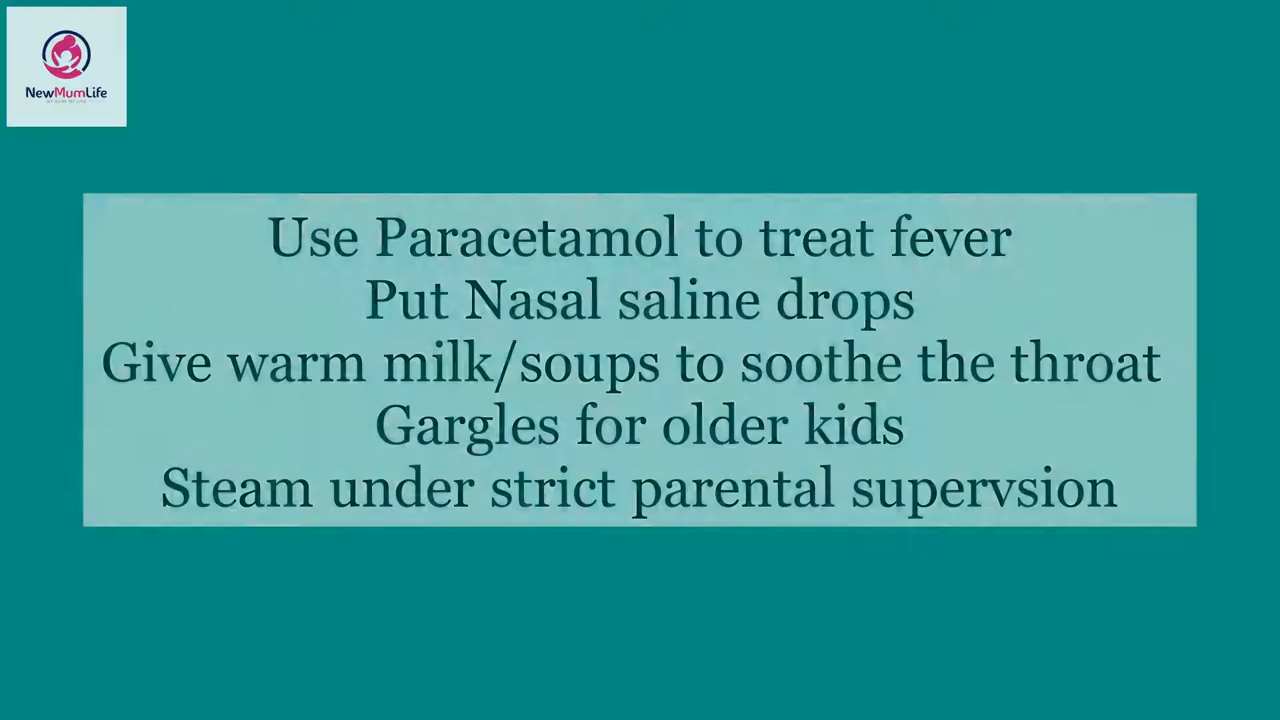 NewMumLife
Use Paracetamol to treat fever
Put Nasal saline drops
Give warm milk/soups to soothe the throat
Gargles for older kids
Steam under strict parental supervsion